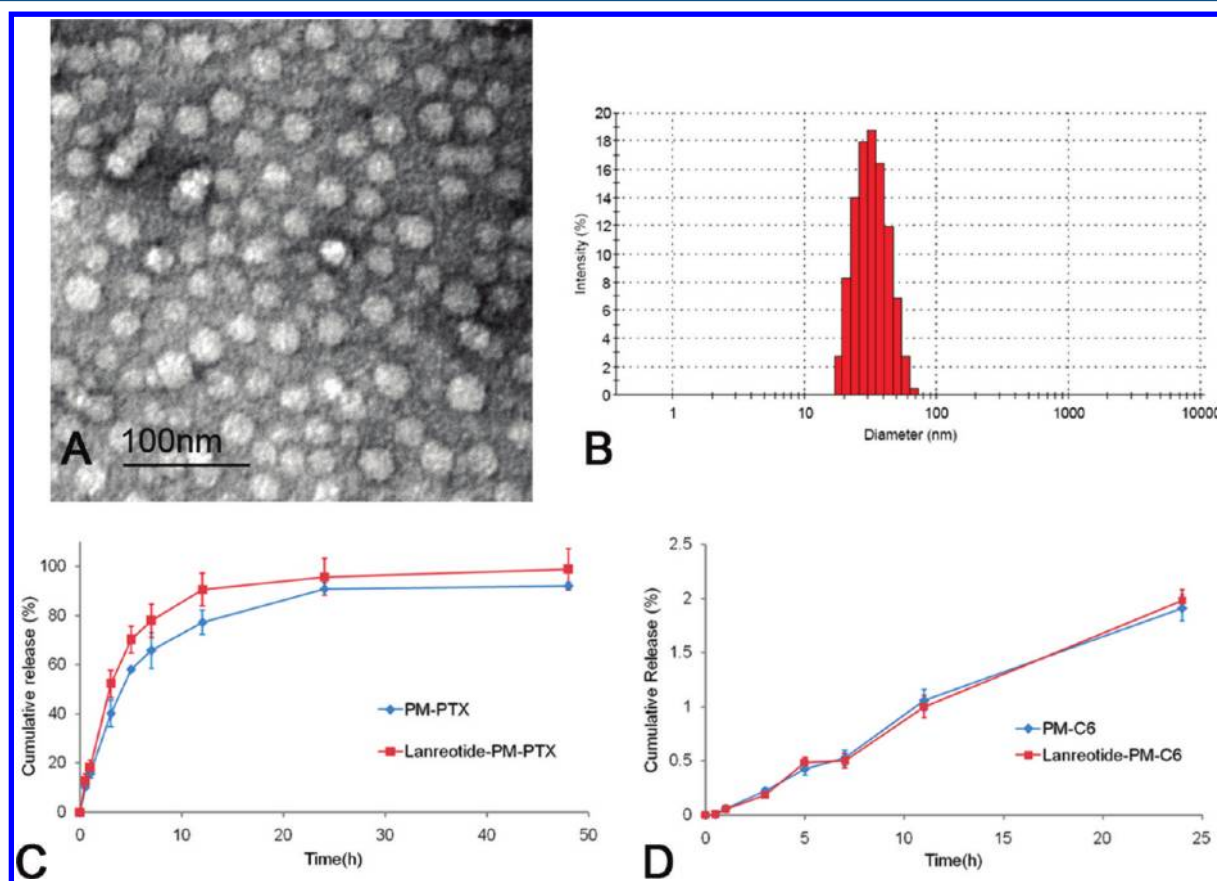 A
100nm
20
18
16
14
12
10
8
6
4
2
0
Intensity (%)
1 10 100 1000 10000
Diameter (nm)
B
100
80
60
40
20
0
Cumulative release (%)
PM-PTX
Lanreotide-PM-PTX
0 10 20 30 40 50
Time(h)
C
2.5
2
1.5
1
0.5
0
Cumulative Release (%)
PM-C6
Lanreotide-PM-C6
0 5 10 15 20 25
Time(h)
D